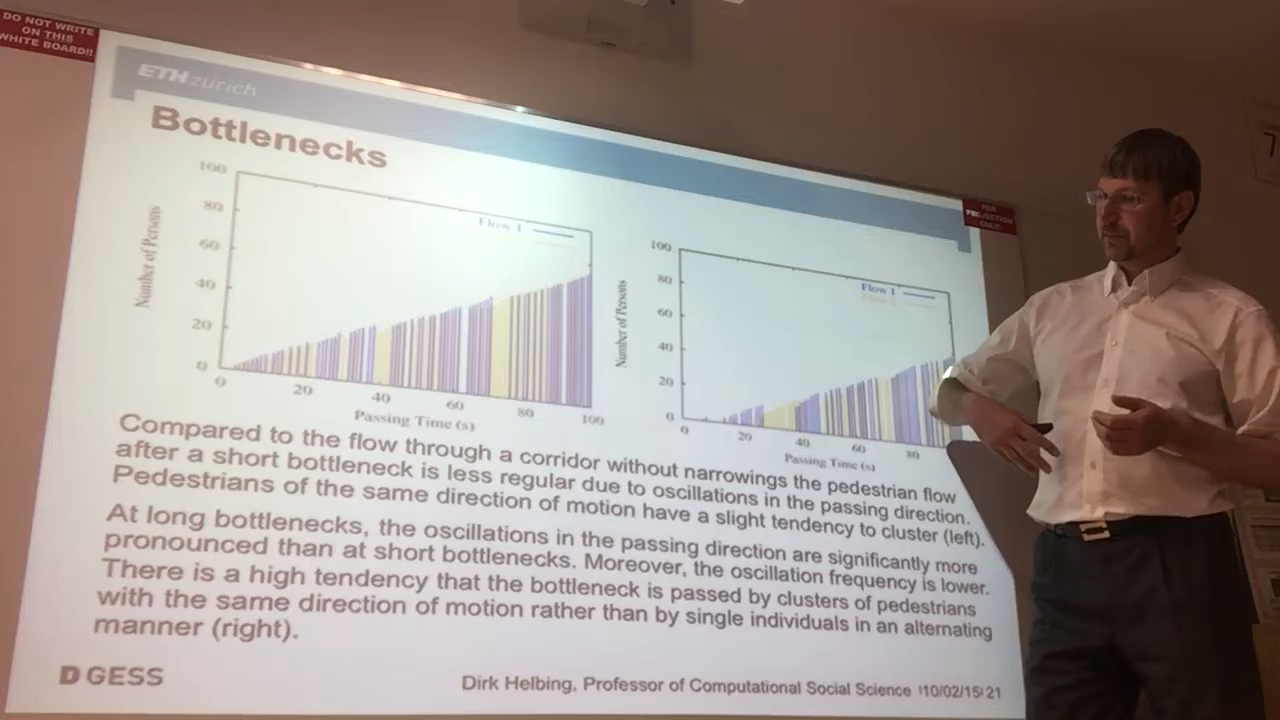 DO NOT WRITE
ON THIS
WHITE BOARD!!
ETH zürich
Bottlenecks
FOR
PROJECTION
ONLY!
100
80
60
40
20
0
Number of Persons
Flow 1
0
20
40
60
80
100
Passing Time (s)
100
80
60
40
20
0
Number of Persons
Flow 1
0
20
40
60
80
Passing Time (s)
Compared to the flow through a corridor without narrowings the pedestrian flow
after a short bottleneck is less regular due to oscillations in the passing direction.
Pedestrians of the same direction of motion have a slight tendency to cluster (left).
At long bottlenecks, the oscillations in the passing direction are significantly more
pronounced than at short bottlenecks. Moreover, the oscillation frequency is lower.
There is a high tendency that the bottleneck is passed by clusters of pedestrians
with the same direction of motion rather than by single individuals in an alternating
manner (right).
D GESS
Dirk Helbing, Professor of Computational Social Science |10/02/15| 21